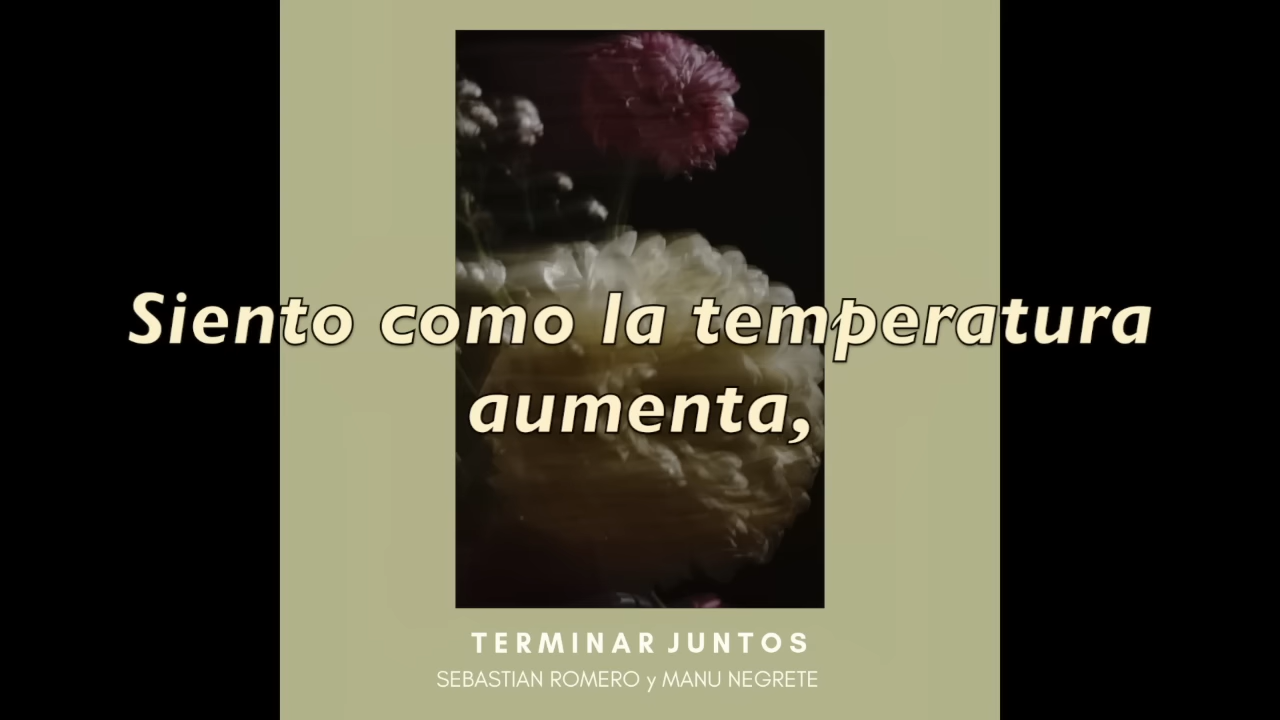 Siento como la temperatura
aumenta,
TERMINAR JUNTOS
SEBASTIAN ROMERO y MANU NEGRETE